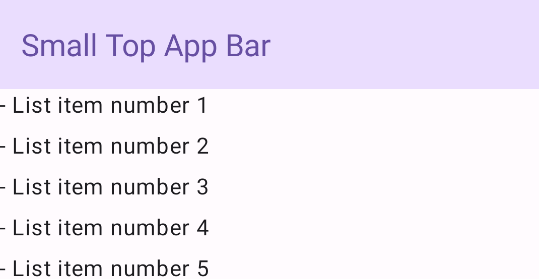 Small Top App Bar
- List item number 1
- List item number 2
- List item number 3
- List item number 4
- List item number 5